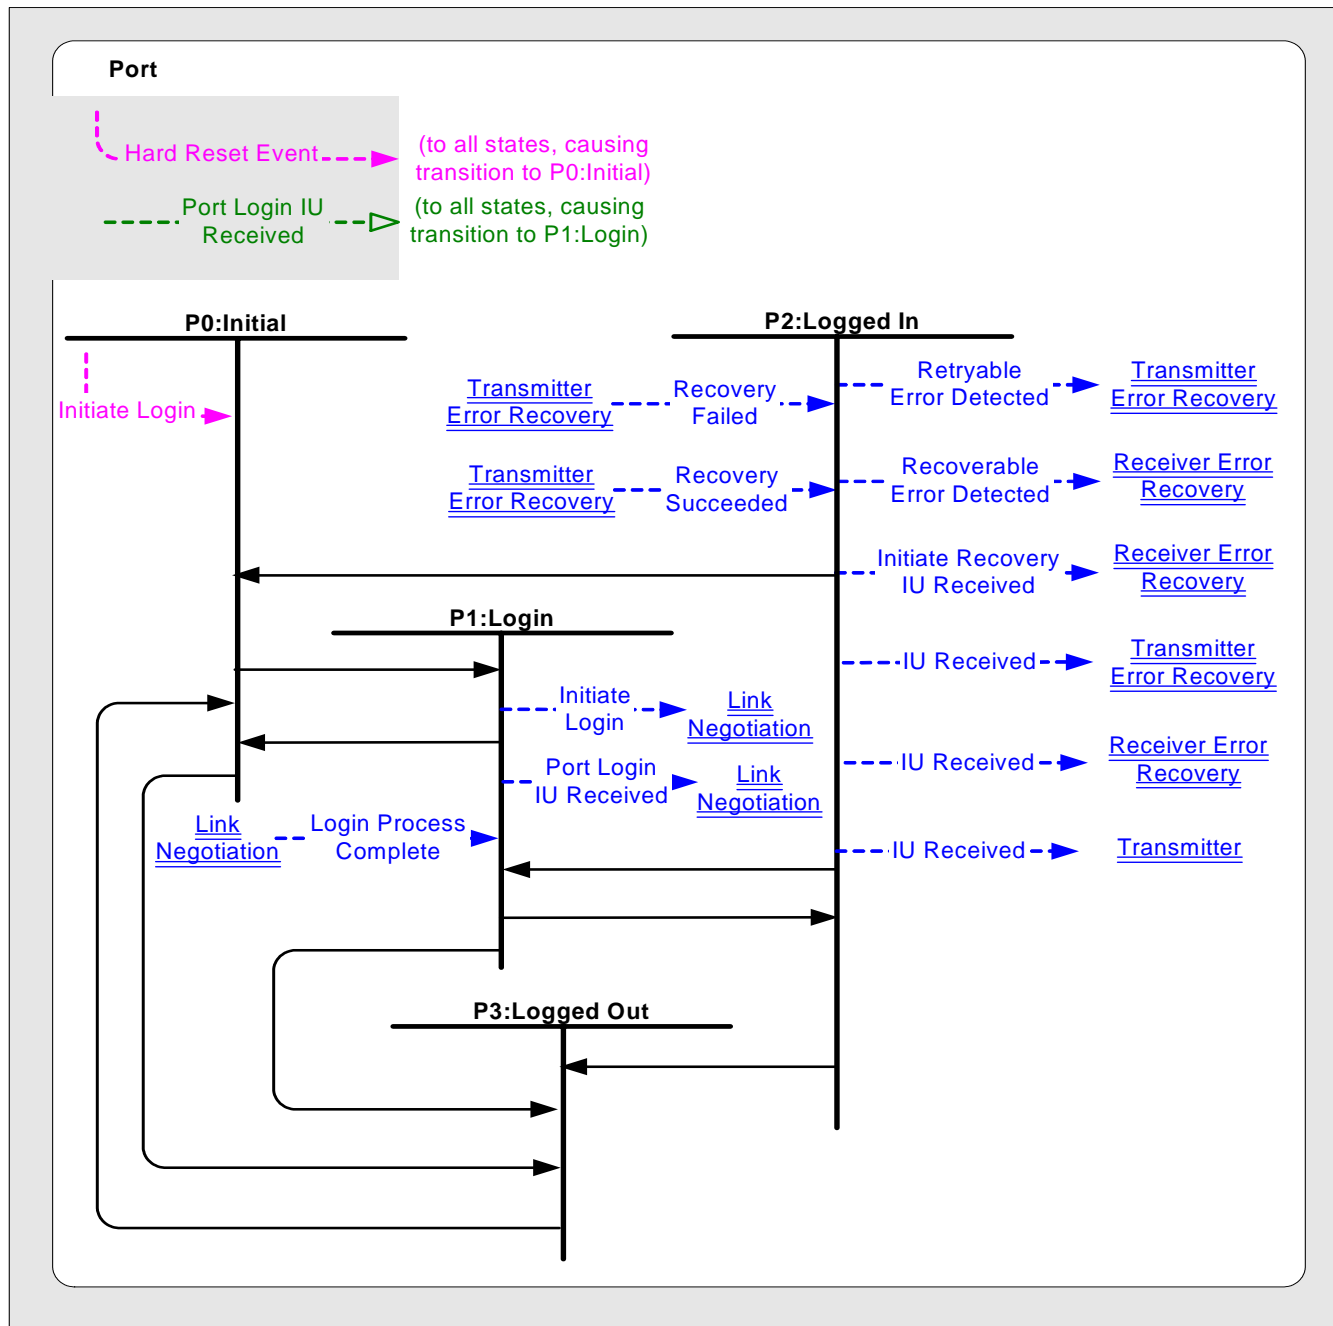 Port
Hard Reset Event
(to all states, causing
transition to P0:Initial)
Port Login IU
Received
(to all states, causing
transition to P1:Login)
P0:Initial
Initiate Login
P2:Logged In
Transmitter
Error Recovery
Recovery
Failed
Retryable
Error Detected
Transmitter
Error Recovery
Transmitter
Error Recovery
Recovery
Succeeded
Recoverable
Error Detected
Receiver Error
Recovery
Initiate Recovery
IU Received
Receiver Error
Recovery
P1:Login
IU Received
Transmitter
Error Recovery
Initiate
Login
Link
Negotiation
Port Login
IU Received
Link
Negotiation
IU Received
Receiver Error
Recovery
Link
Negotiation
Login Process
Complete
IU Received
Transmitter
P3:Logged Out